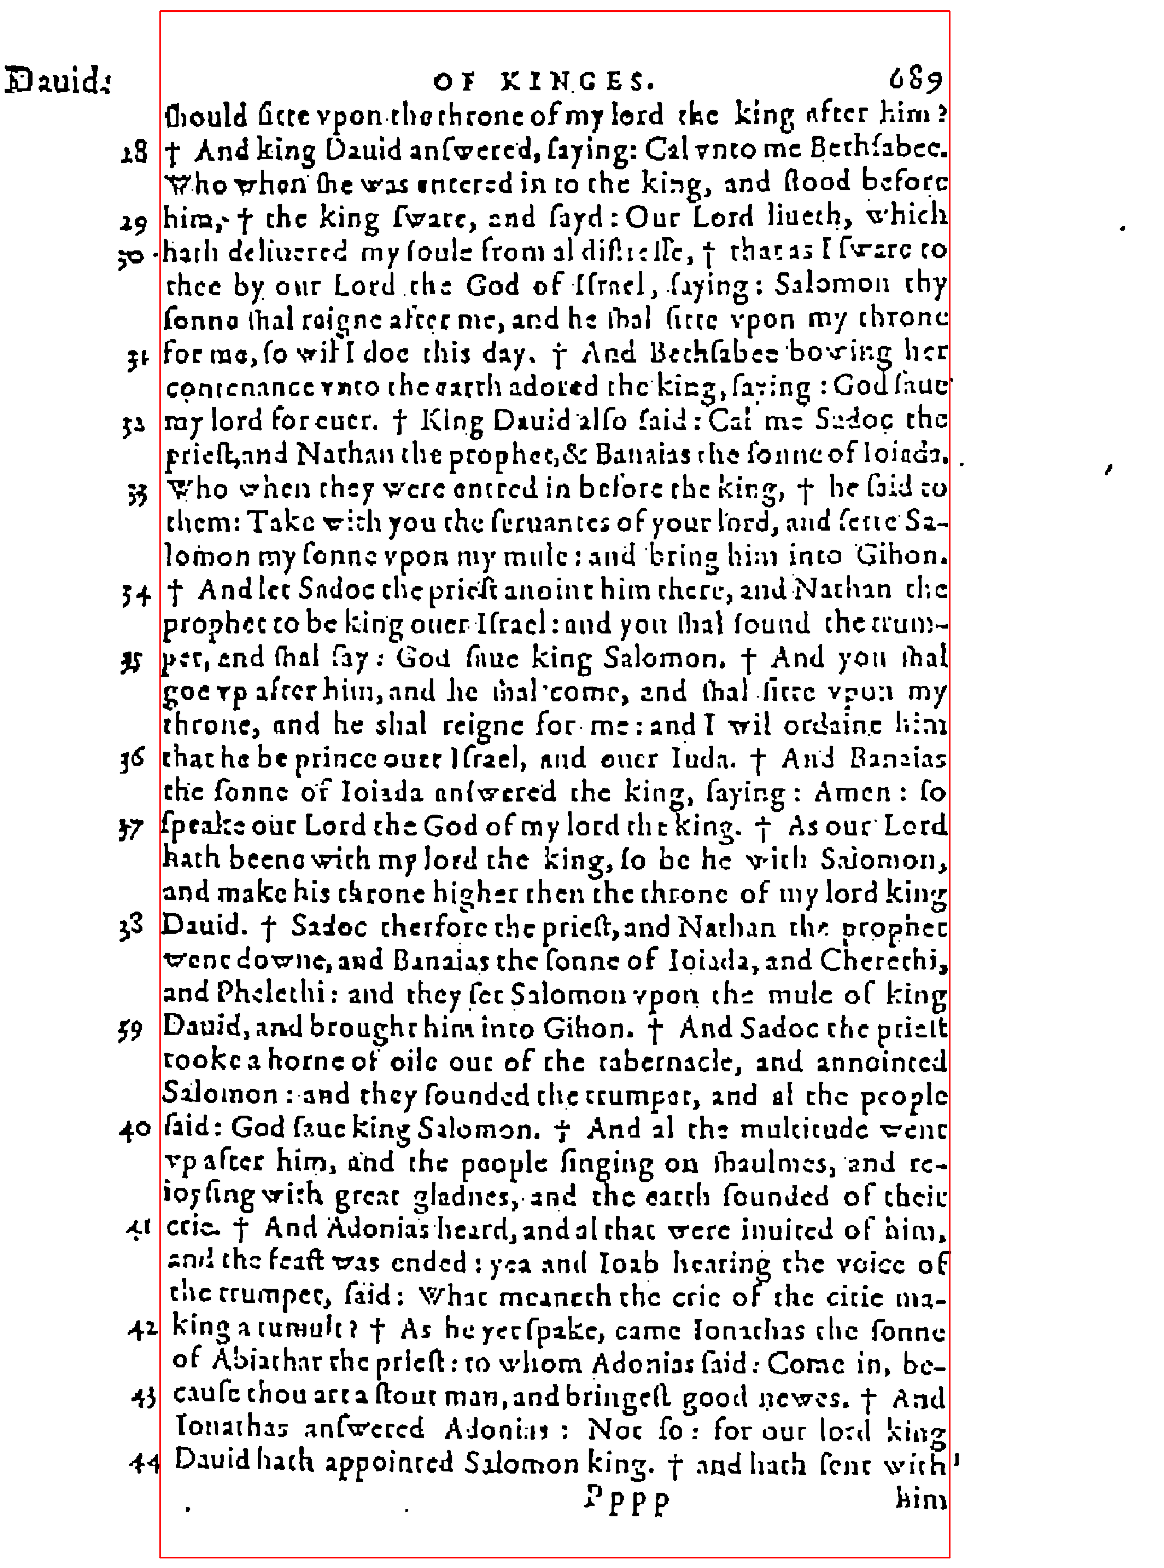 Dauid. OF KINGES. 689
ſhould ſitte vpon the throne of my lord the king after him?
28 † And king Dauid anſwered, ſaying: Cal vnto me Bethſabee.
Who when ſhe was entered in to the king, and ſtood before
29 him, † the king ſware, and ſayd: Our Lord liueth, which
30 hath deliuered my ſoule from al diſtreſſe, † that as I ſware to
thee by our Lord the God of Iſrael, ſaying: Salomon thy
ſonne ſhal reigne after me, and he ſhal ſitte vpon my throne
31 for me, ſo wil I doe this day. † And Bethſabee bowing her
contenance vnto the earth adored the king, ſaying: God ſaue
32 my lord for euer. † King Dauid alſo ſaid: Cal me Sadoc the
prieſt, and Nathan the prophet, & Banaias the ſonne of Ioiada.
33 Who when they were entred in before the king, † he ſaid to
them: Take with you the ſeruantes of your lord, and ſette Sa-
lomon my ſonne vpon my mule: and bring him into Gihon.
34 † And let Sadoc the prieſt anoint him there, and Nathan the
prophet to be king ouer Iſrael: and you ſhal ſound the trum-
35 pet, and ſhal ſay: God ſaue king Salomon. † And you ſhal
goe vp after him, and he ſhal come, and ſhal ſitte vpon my
throne, and he shal reigne for me: and I wil ordaine him
36 that he be prince ouer Iſrael, and ouer Iuda. † And Banaias
the ſonne of Ioiada anſwered the king, ſaying: Amen: ſo
37 ſpeake our Lord the God of my lord the king. † As our Lord
hath beene with my lord the king, ſo be he with Salomon,
and make his throne higher then the throne of my lord king
38 Dauid. † Sadoc therfore the prieſt, and Nathan the prophet
went downe, and Banaias the ſonne of Ioiada, and Cherethi,
and Phelethi: and they ſet Salomon vpon the mule of king
39 Dauid, and brought him into Gihon. † And Sadoc the prieſt
tooke a horne of oile out of the tabernacle, and annointed
Salomon: and they ſounded the trumpet, and al the people
40 ſaid: God ſaue king Salomon. † And al the multitude went
vp after him, and the people ſinging on ſhaulmes, and re-
ioyſing with great gladnes, and the earth ſounded of their
41 crie. † And Adonias heard, and al that were inuited of him,
and the feaſt was ended: yea and Ioab hearing the voice of
the trumpet, ſaid: What meaneth the crie of the citie ma-
42 king a tumult? † As he yet ſpake, came Ionathas the ſonne
of Abiathar the prieſt: to whom Adonias ſaid: Come in, be-
43 cauſe thou art a ſtout man, and bringeſt good newes. † And
Ionathas anſwered Adonias: Not ſo: for our lord king
44 Dauid hath appointed Salomon king. † and hath ſent with
Pppp him